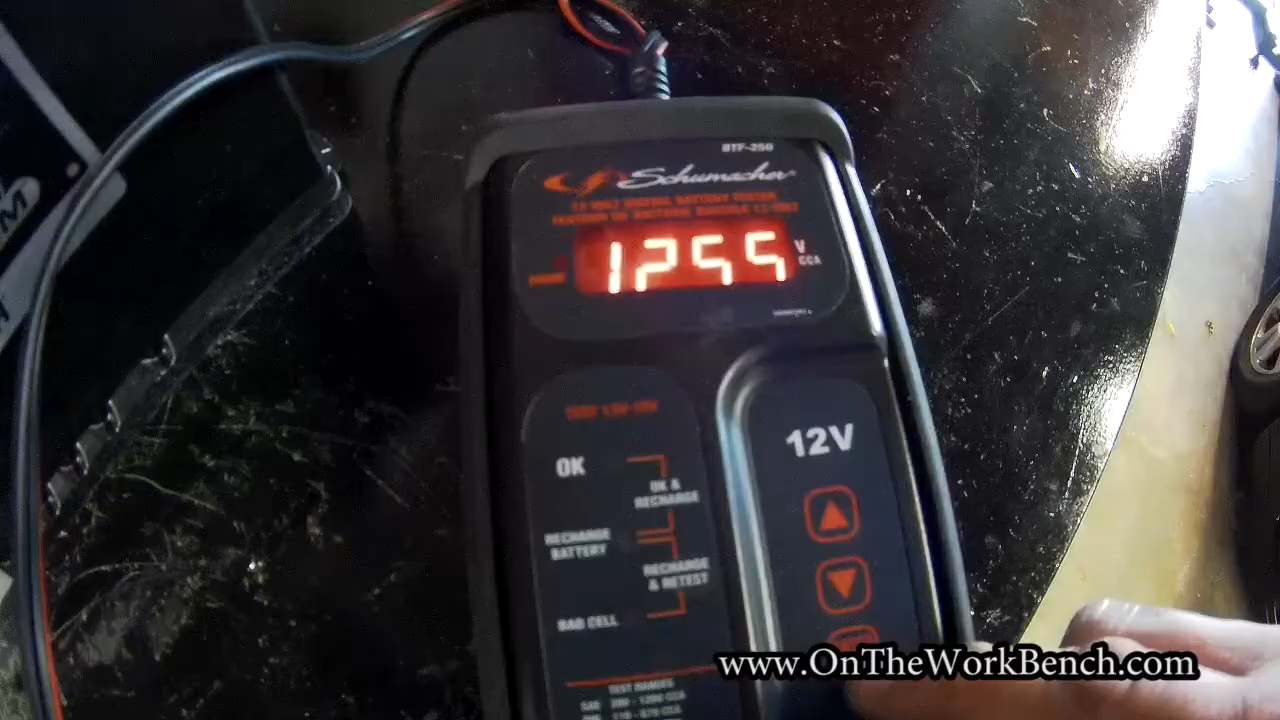 BTF-250
Schumacher
12 VOLT DIGITAL BATTERY TESTER
1255
V
CCA
12V
OK
OK &
RECHARGE
RECHARGE
BATTERY
RECHARGE
& RETEST
BAD CELL
TEST RANGES
www.OnTheWorkBench.com